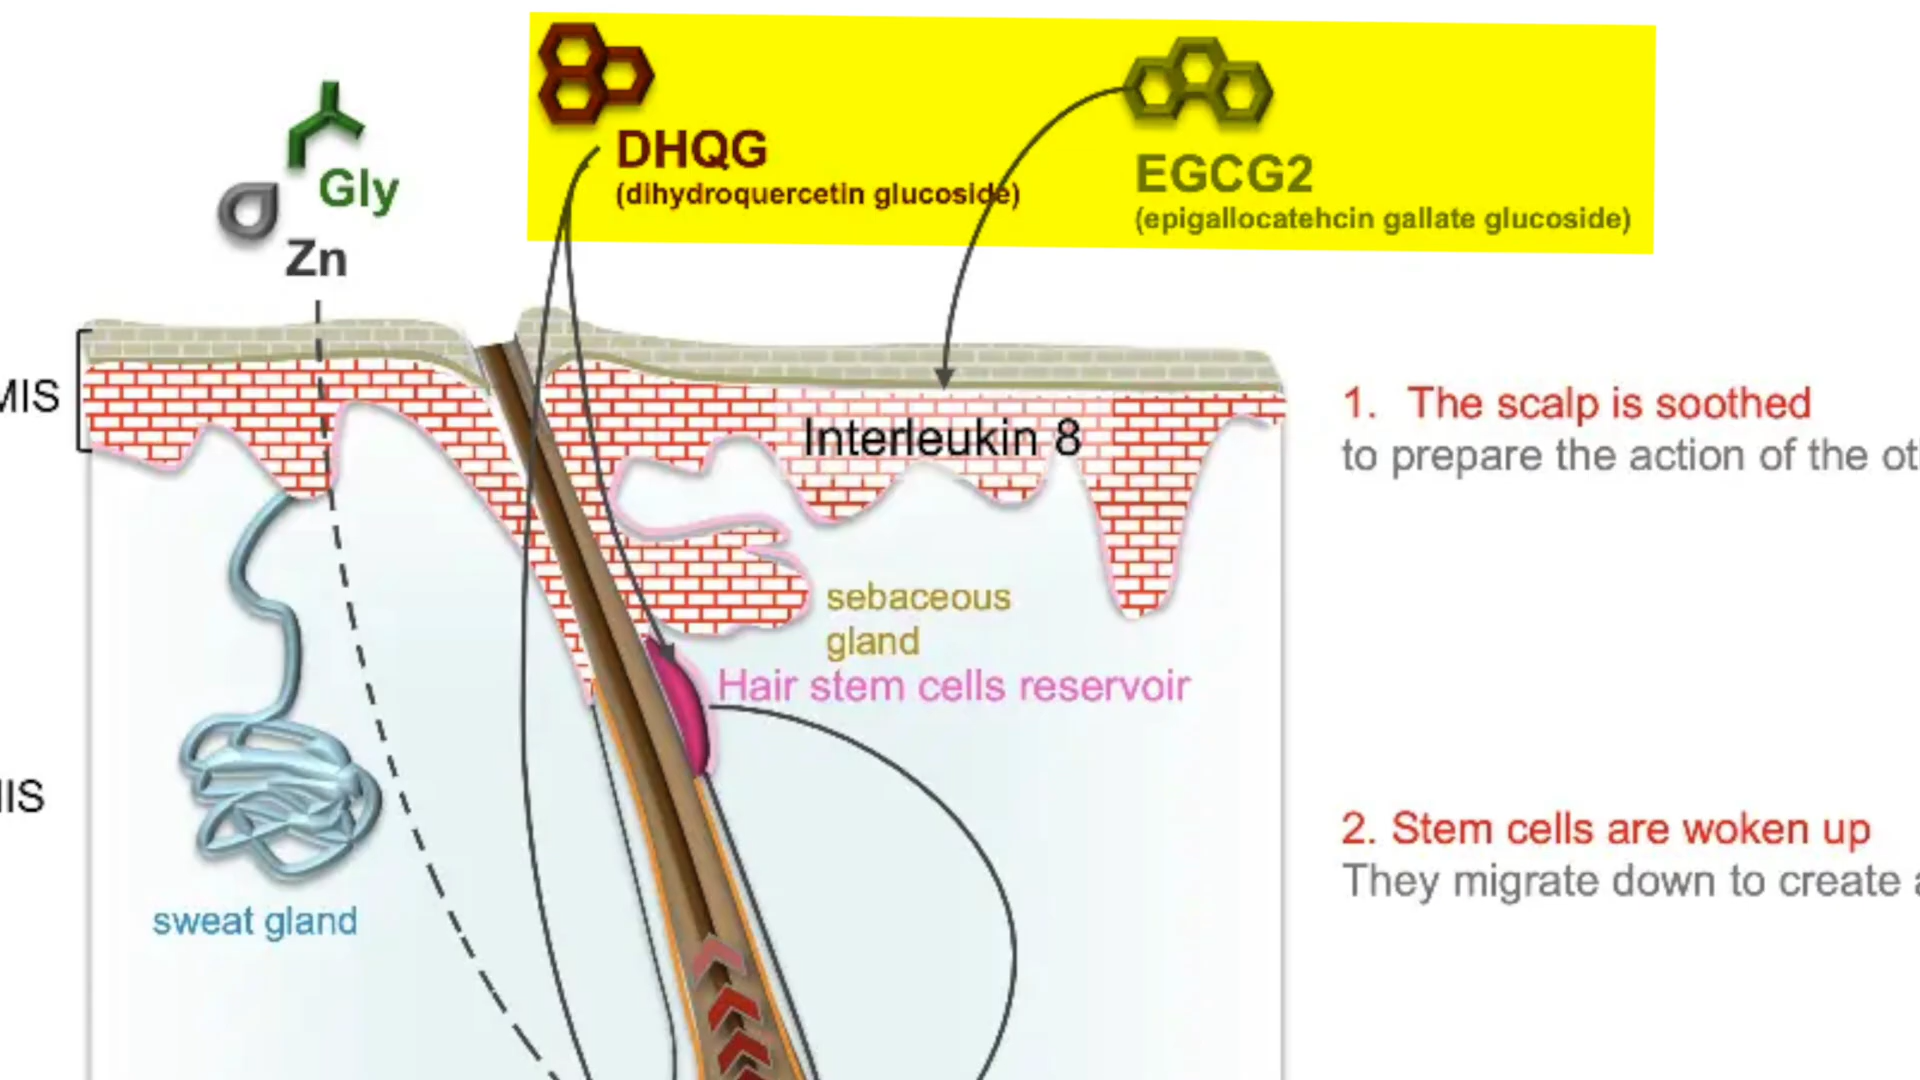 DHQG
(dihydroquercetin glucoside)
EGCG2
(epigallocatehcin gallate glucoside)
Gly
Zn
MIS
Interleukin 8
1. The scalp is soothed
to prepare the action of the
sebaceous
gland
Hair stem cells reservoir
IIS
2. Stem cells are woken up
They migrate down to create a
sweat gland